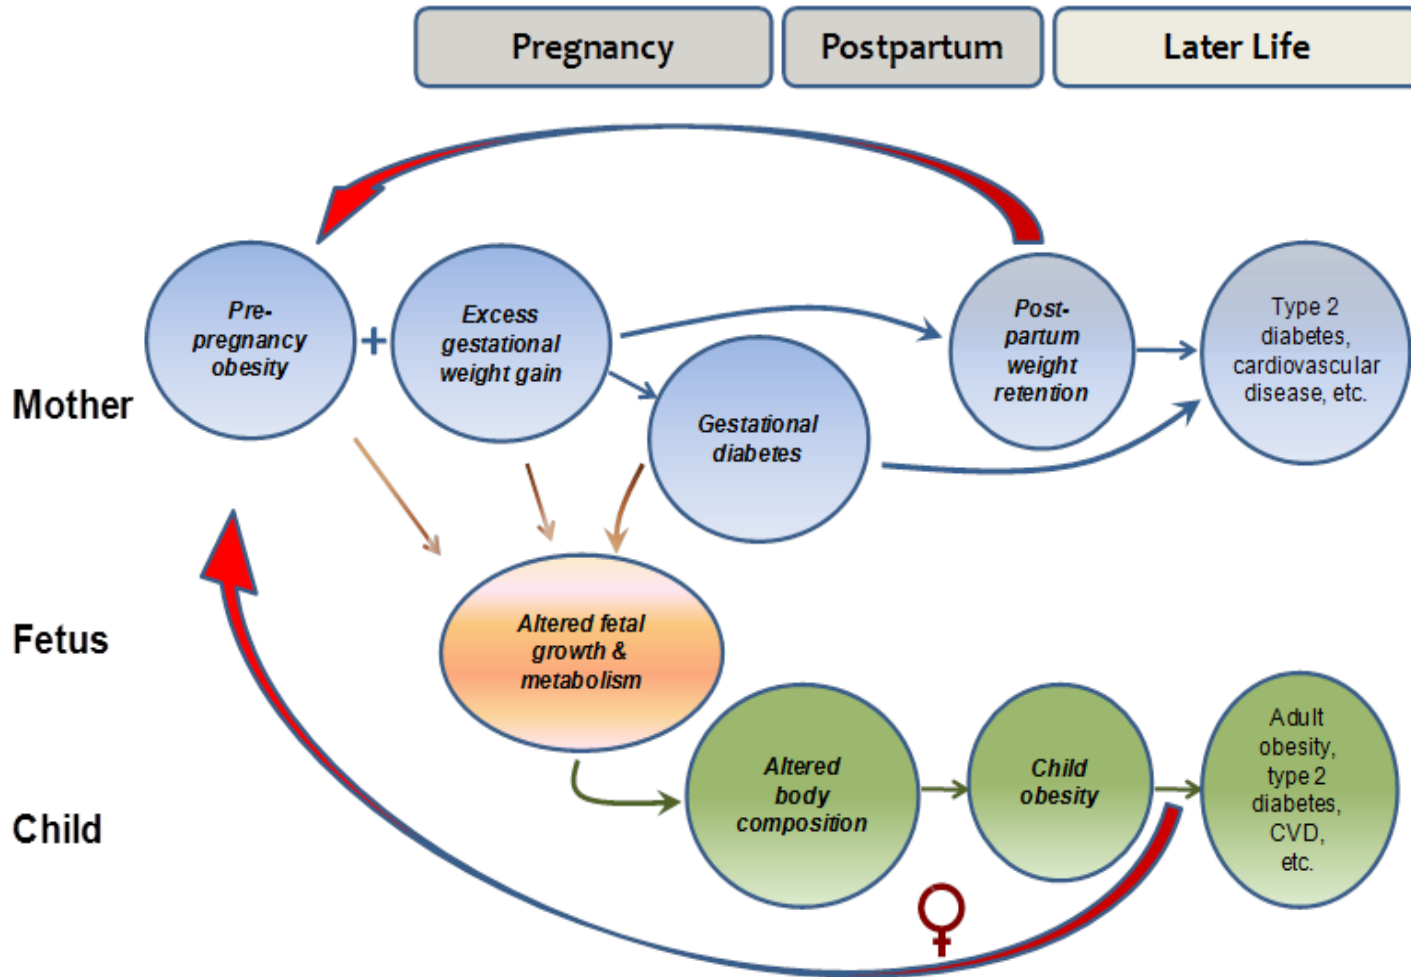 Pregnancy
Postpartum
Later Life
Mother
Pre-
pregnancy
obesity
+
Excess
gestational
weight gain
Gestational
diabetes
Post-
partum
weight
retention
Type 2
diabetes,
cardiovascular
disease, etc.
Fetus
Altered fetal
growth &
metabolism
Child
Altered
body
composition
Child
obesity
Adult
obesity,
type 2
diabetes,
CVD,
etc.
♀